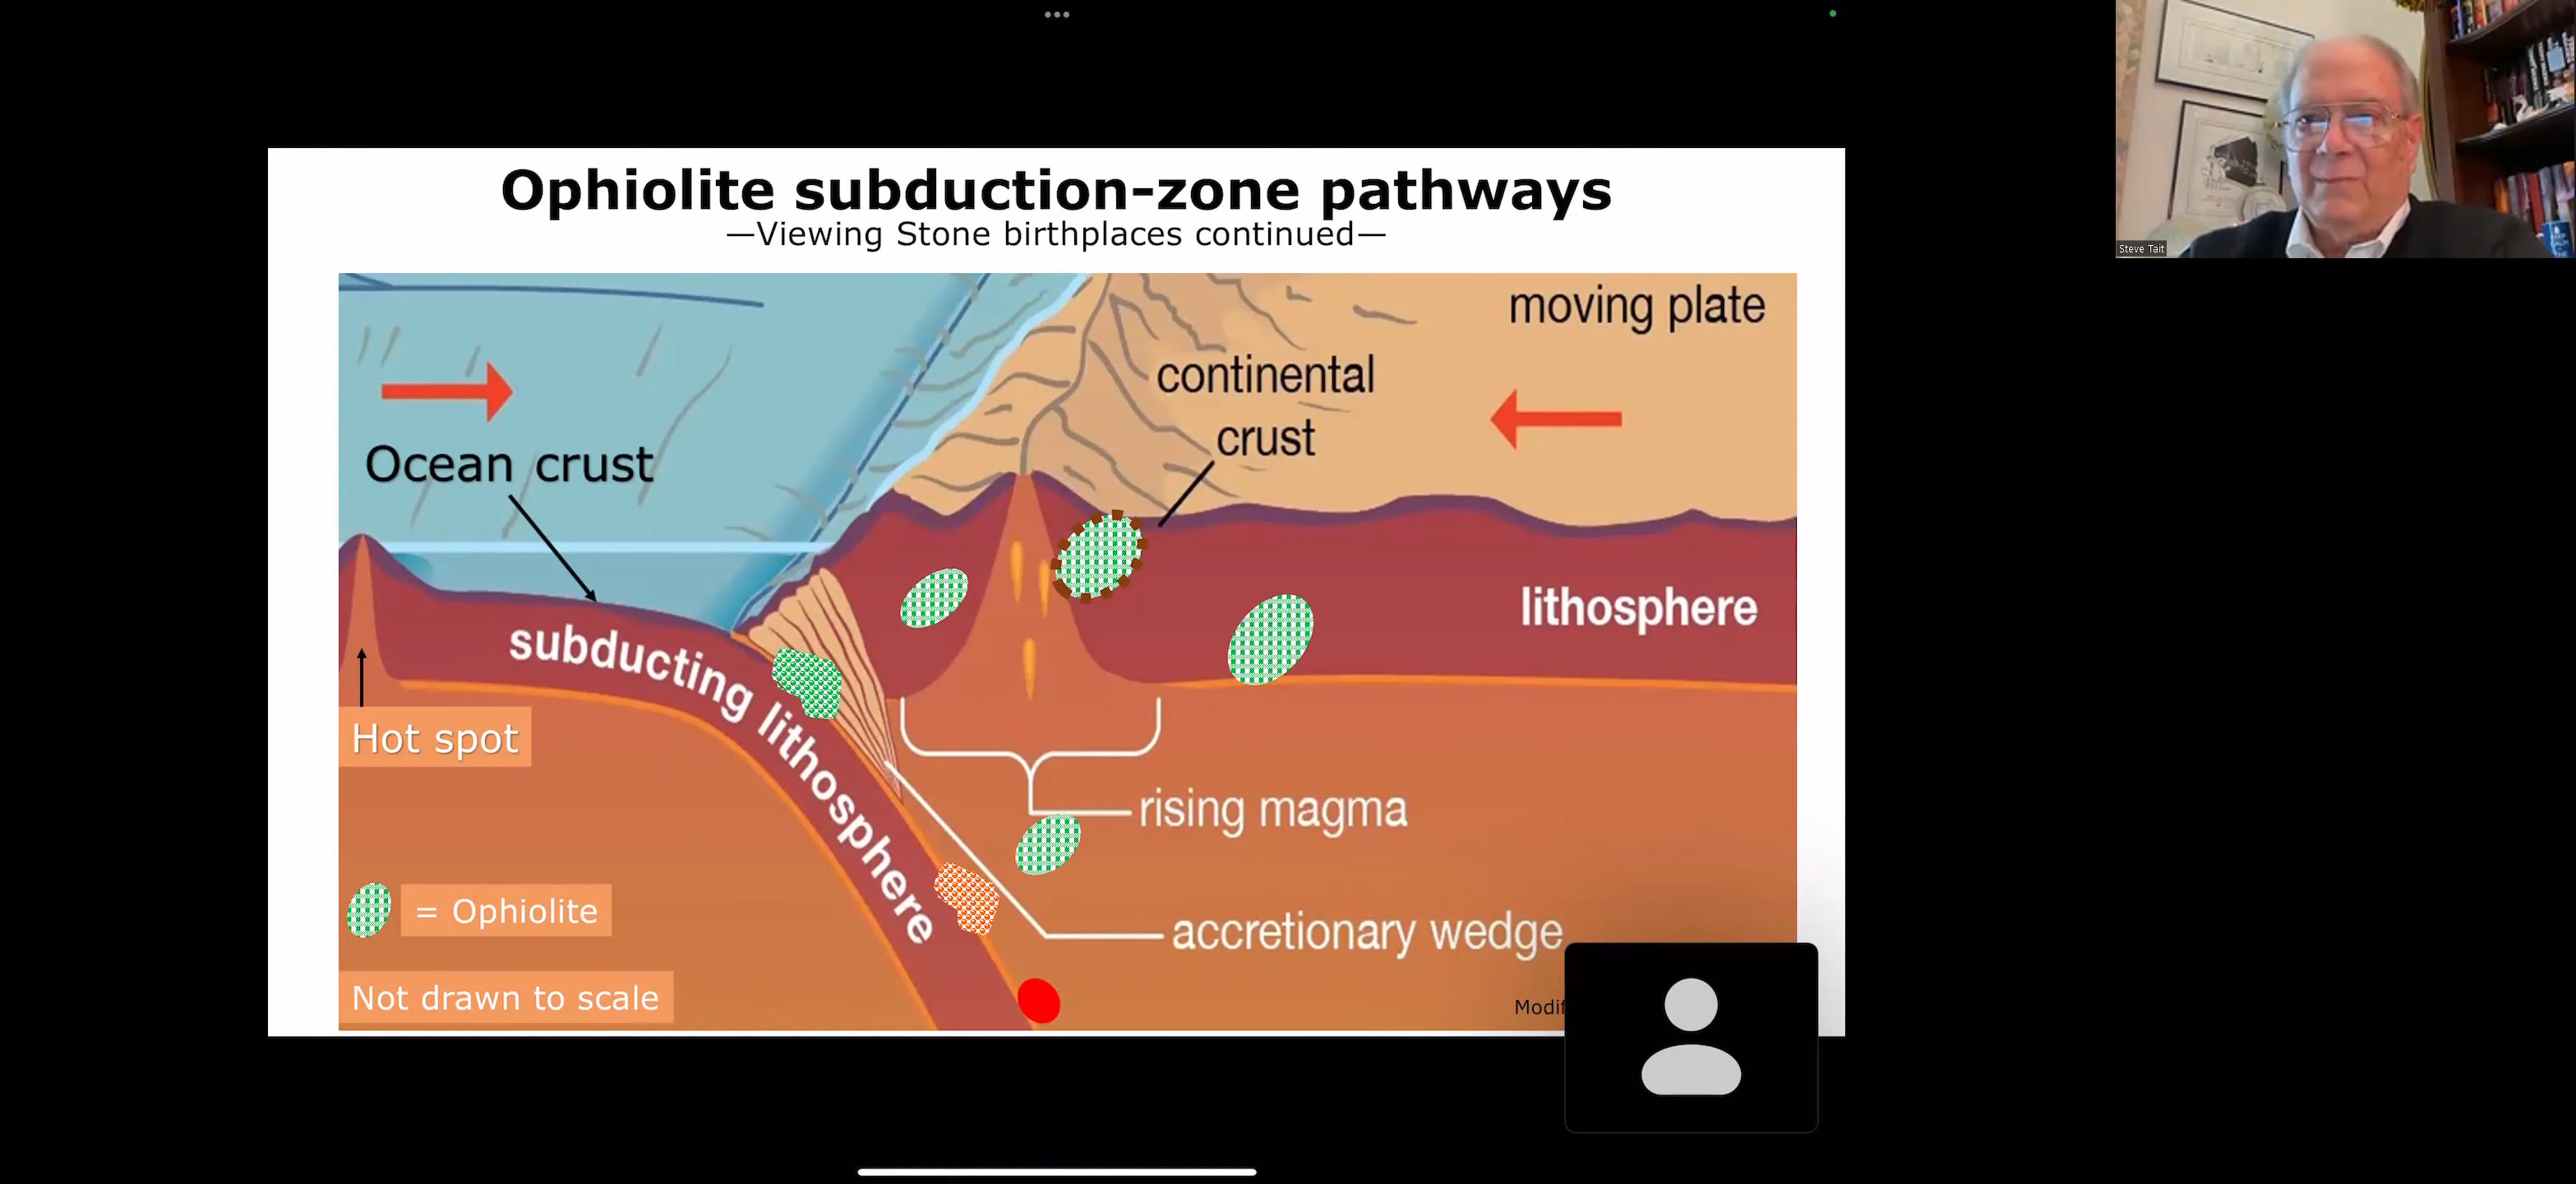 Ophiolite subduction-zone pathways
—Viewing Stone birthplaces continued—
moving plate
continental
crust
Ocean crust
lithosphere
subducting lithosphere
Hot spot
rising magma
= Ophiolite
accretionary wedge
Not drawn to scale
Steve Tait